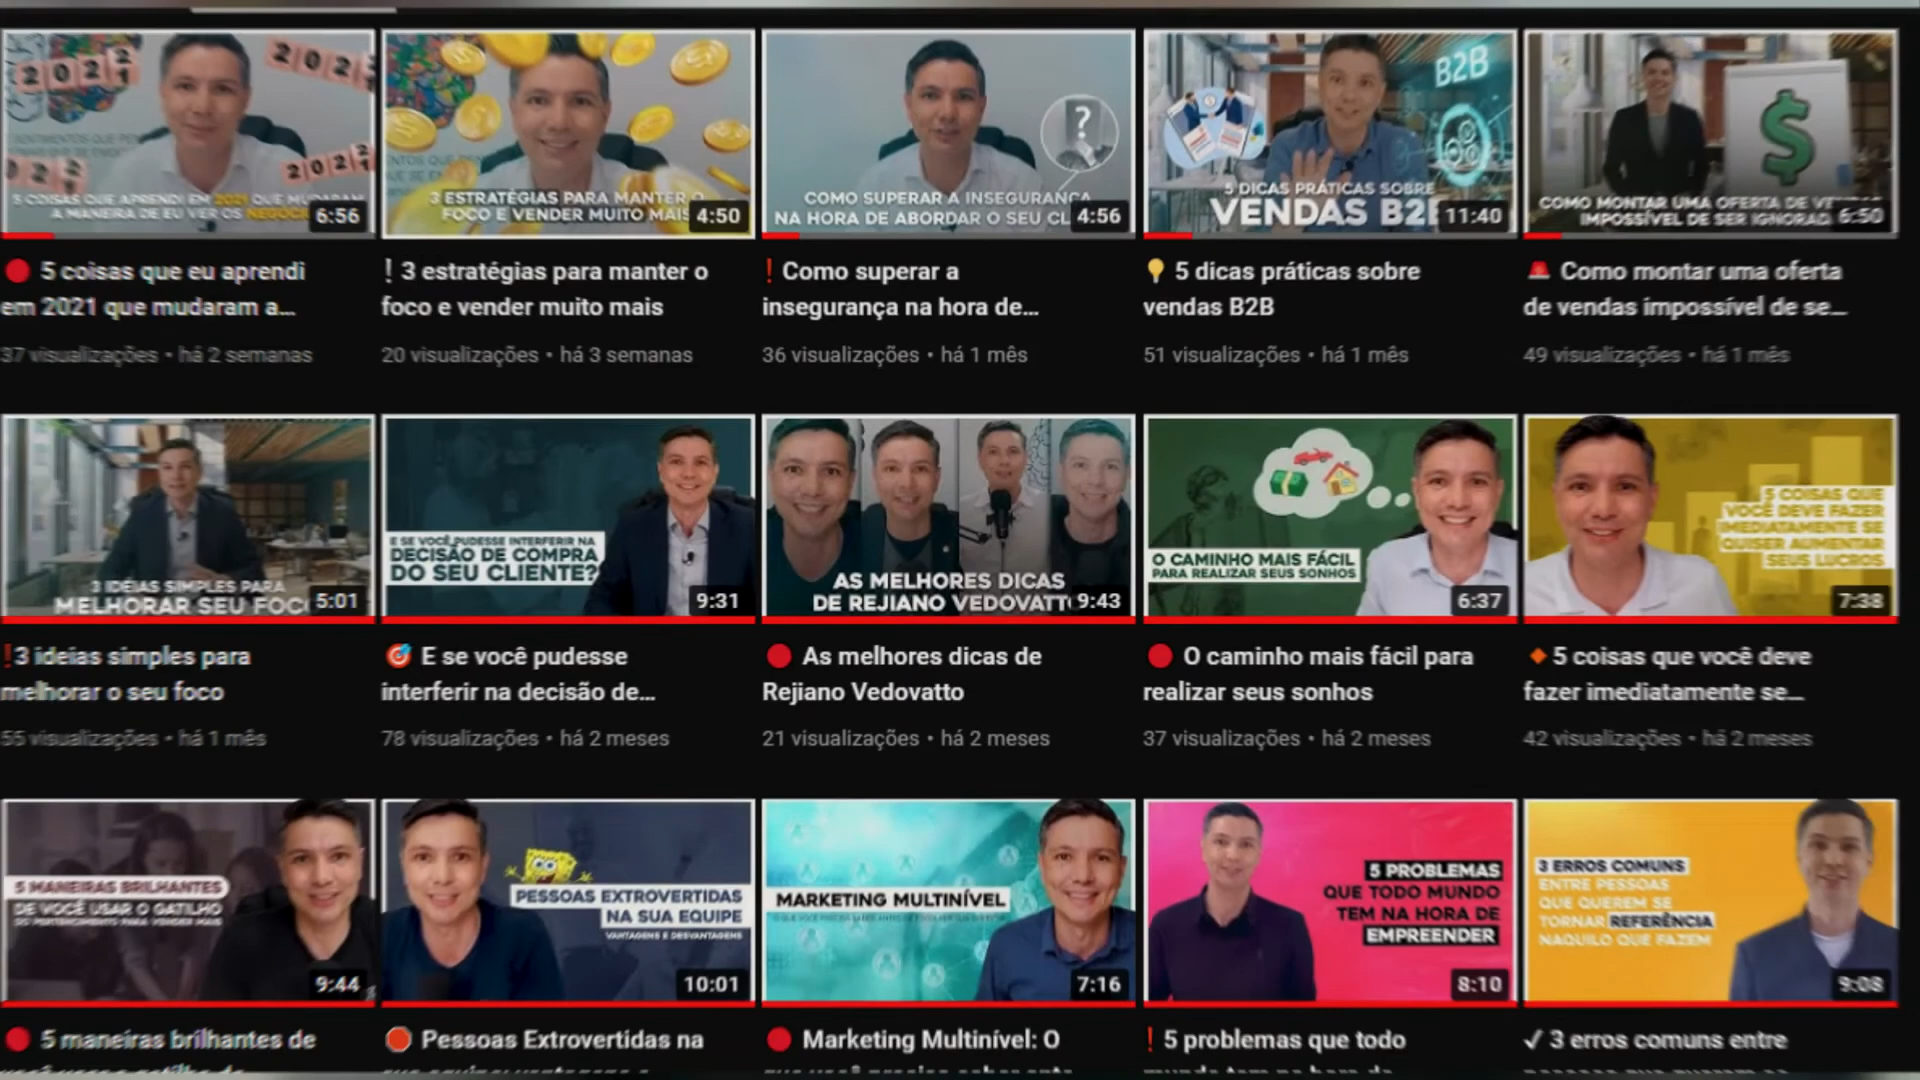 2022
2022
2022
2022
5 COISAS QUE APRENDI EM 2021 QUE MUDARAM
A MANEIRA DE EU VER OS
6:56
3 ESTRATÉGIAS PARA MANTER O
FOCO E VENDER MUITO MAIS
4:50
?
COMO SUPERAR A INSEGURANÇA
NA HORA DE ABORDAR O SEU
4:56
B2B
5 DICAS PRÁTICAS SOBRE
VENDAS B2B
11:40
$
COMO MONTAR UMA OFERTA DE
IMPOSSÍVEL DE SER
6:50
5 coisas que eu aprendi
em 2021 que mudaram a...
37 visualizações • há 2 semanas
! 3 estratégias para manter o
foco e vender muito mais
20 visualizações • há 3 semanas
! Como superar a
insegurança na hora de...
36 visualizações • há 1 mês
5 dicas práticas sobre
vendas B2B
51 visualizações • há 1 mês
Como montar uma oferta
de vendas impossível de se...
49 visualizações • há 1 mês
3 IDEIAS SIMPLES PARA
MELHORAR SEU FOCO
5:01
E SE VOCÊ PUDESSE INTERFERIR NA
DECISÃO DE COMPRA
DO SEU CLIENTE?
9:31
AS MELHORES DICAS
DE REJIANO VEDOVATTO
9:43
O CAMINHO MAIS FÁCIL
PARA REALIZAR SEUS SONHOS
6:37
5 COISAS QUE
VOCÊ DEVE FAZER
IMEDIATAMENTE SE
QUISER AUMENTAR
SEUS LUCROS
7:38
!3 ideias simples para
melhorar o seu foco
55 visualizações • há 1 mês
E se você pudesse
interferir na decisão de...
78 visualizações • há 2 meses
As melhores dicas de
Rejiano Vedovatto
21 visualizações • há 2 meses
O caminho mais fácil para
realizar seus sonhos
37 visualizações • há 2 meses
5 coisas que você deve
fazer imediatamente se...
42 visualizações • há 2 meses
5 MANEIRAS BRILHANTES
DE VOCÊ USAR O GATILHO
DO PERTENCIMENTO PARA VENDER MAIS
9:44
PESSOAS EXTROVERTIDAS
NA SUA EQUIPE
VANTAGENS E DESVANTAGENS
10:01
MARKETING MULTINÍVEL
7:16
5 PROBLEMAS
QUE TODO MUNDO
TEM NA HORA DE
EMPREENDER
8:10
3 ERROS COMUNS
ENTRE PESSOAS
QUE QUEREM SE
TORNAR REFERÊNCIA
NAQUILO QUE FAZEM
9:08
5 maneiras brilhantes de
Pessoas Extrovertidas na
Marketing Multinível: O
! 5 problemas que todo
✓ 3 erros comuns entre